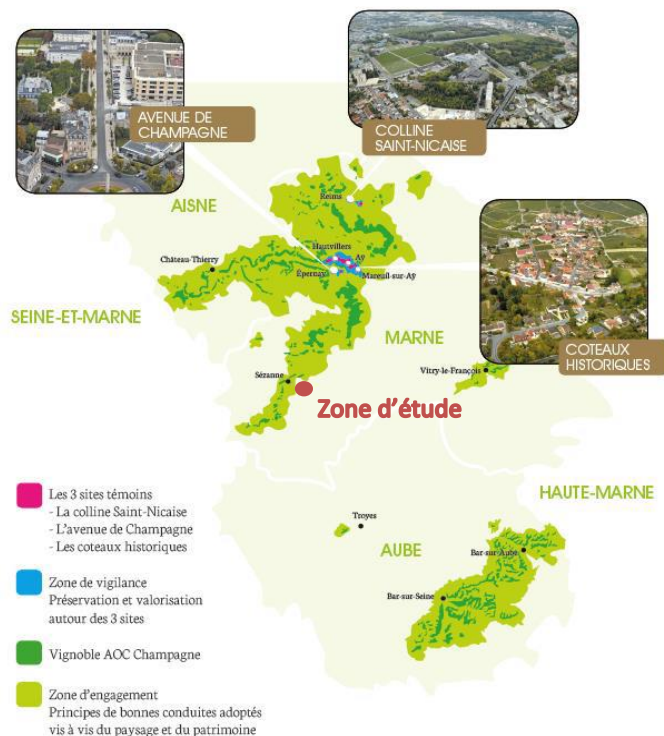 AVENUE DE
CHAMPAGNE
COLLINE
SAINT-NICAISE
AISNE
Reims
Hautvillers
Aÿ
Château-Thierry
Épernay
Mareuil-sur-Aÿ
SEINE-ET-MARNE
MARNE
COTEAUX
HISTORIQUES
Sézanne
Vitry-le-François
Zone d'étude
Les 3 sites témoins
- La colline Saint-Nicaise
- L'avenue de Champagne
- Les coteaux historiques
HAUTE-MARNE
Troyes
AUBE
Bar-sur-Aube
Zone de vigilance
Préservation et valorisation
autour des 3 sites
Bar-sur-Seine
Vignoble AOC Champagne
Zone d'engagement
Principes de bonnes conduites adoptés
vis à vis du paysage et du patrimoine